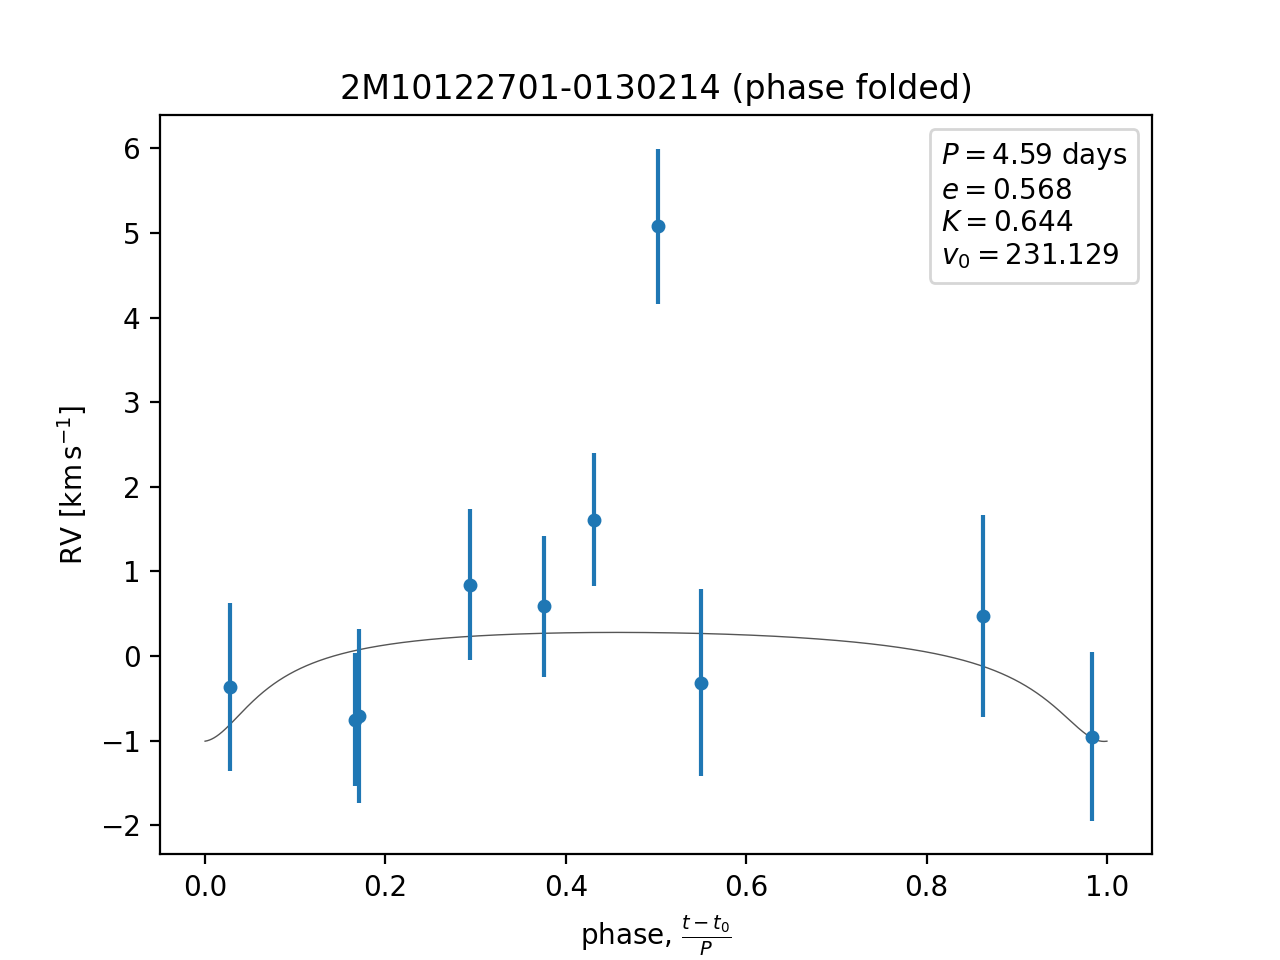 2M10122701-0130214 (phase folded)
P = 4.59 days
e = 0.568
K = 0.644
v₀ = 231.129
6
5
4
3
2
1
0
−1
−2
RV [km s⁻¹]
0.0 0.2 0.4 0.6 0.8 1.0
phase, (t − t₀)/P